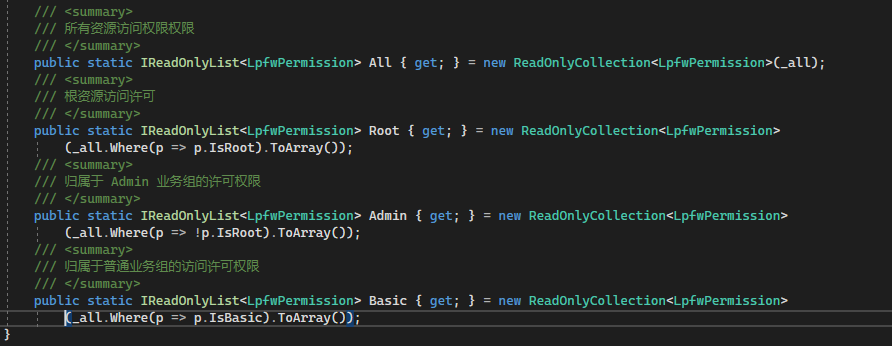 /// <summary>
/// 所有资源访问权限权限
/// </summary>
public static IReadOnlyList<LpfwPermission> All { get; } = new ReadOnlyCollection<LpfwPermission>(_all);
/// <summary>
/// 根资源访问许可
/// </summary>
public static IReadOnlyList<LpfwPermission> Root { get; } = new ReadOnlyCollection<LpfwPermission>
(_all.Where(p => p.IsRoot).ToArray());
/// <summary>
/// 归属于 Admin 业务组的许可权限
/// </summary>
public static IReadOnlyList<LpfwPermission> Admin { get; } = new ReadOnlyCollection<LpfwPermission>
(_all.Where(p => !p.IsRoot).ToArray());
/// <summary>
/// 归属于普通业务组的访问许可权限
/// </summary>
public static IReadOnlyList<LpfwPermission> Basic { get; } = new ReadOnlyCollection<LpfwPermission>
(_all.Where(p => p.IsBasic).ToArray());
}